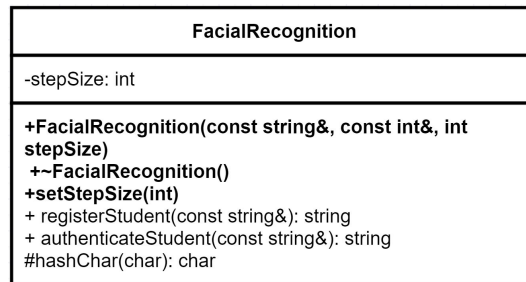 FacialRecognition
-stepSize: int
+FacialRecognition(const string&, const int&, int
stepSize)
+~FacialRecognition()
+setStepSize(int)
+ registerStudent(const string&): string
+ authenticateStudent(const string&): string
#hashChar(char): char